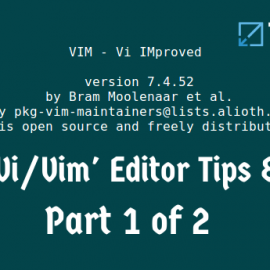 VIM - Vi IMproved
version 7.4.52
by Bram Moolenaar et al.
y pkg-vim-maintainers@lists.alioth.
is open source and freely distribut
Vi/Vim' Editor Tips &
Part 1 of 2